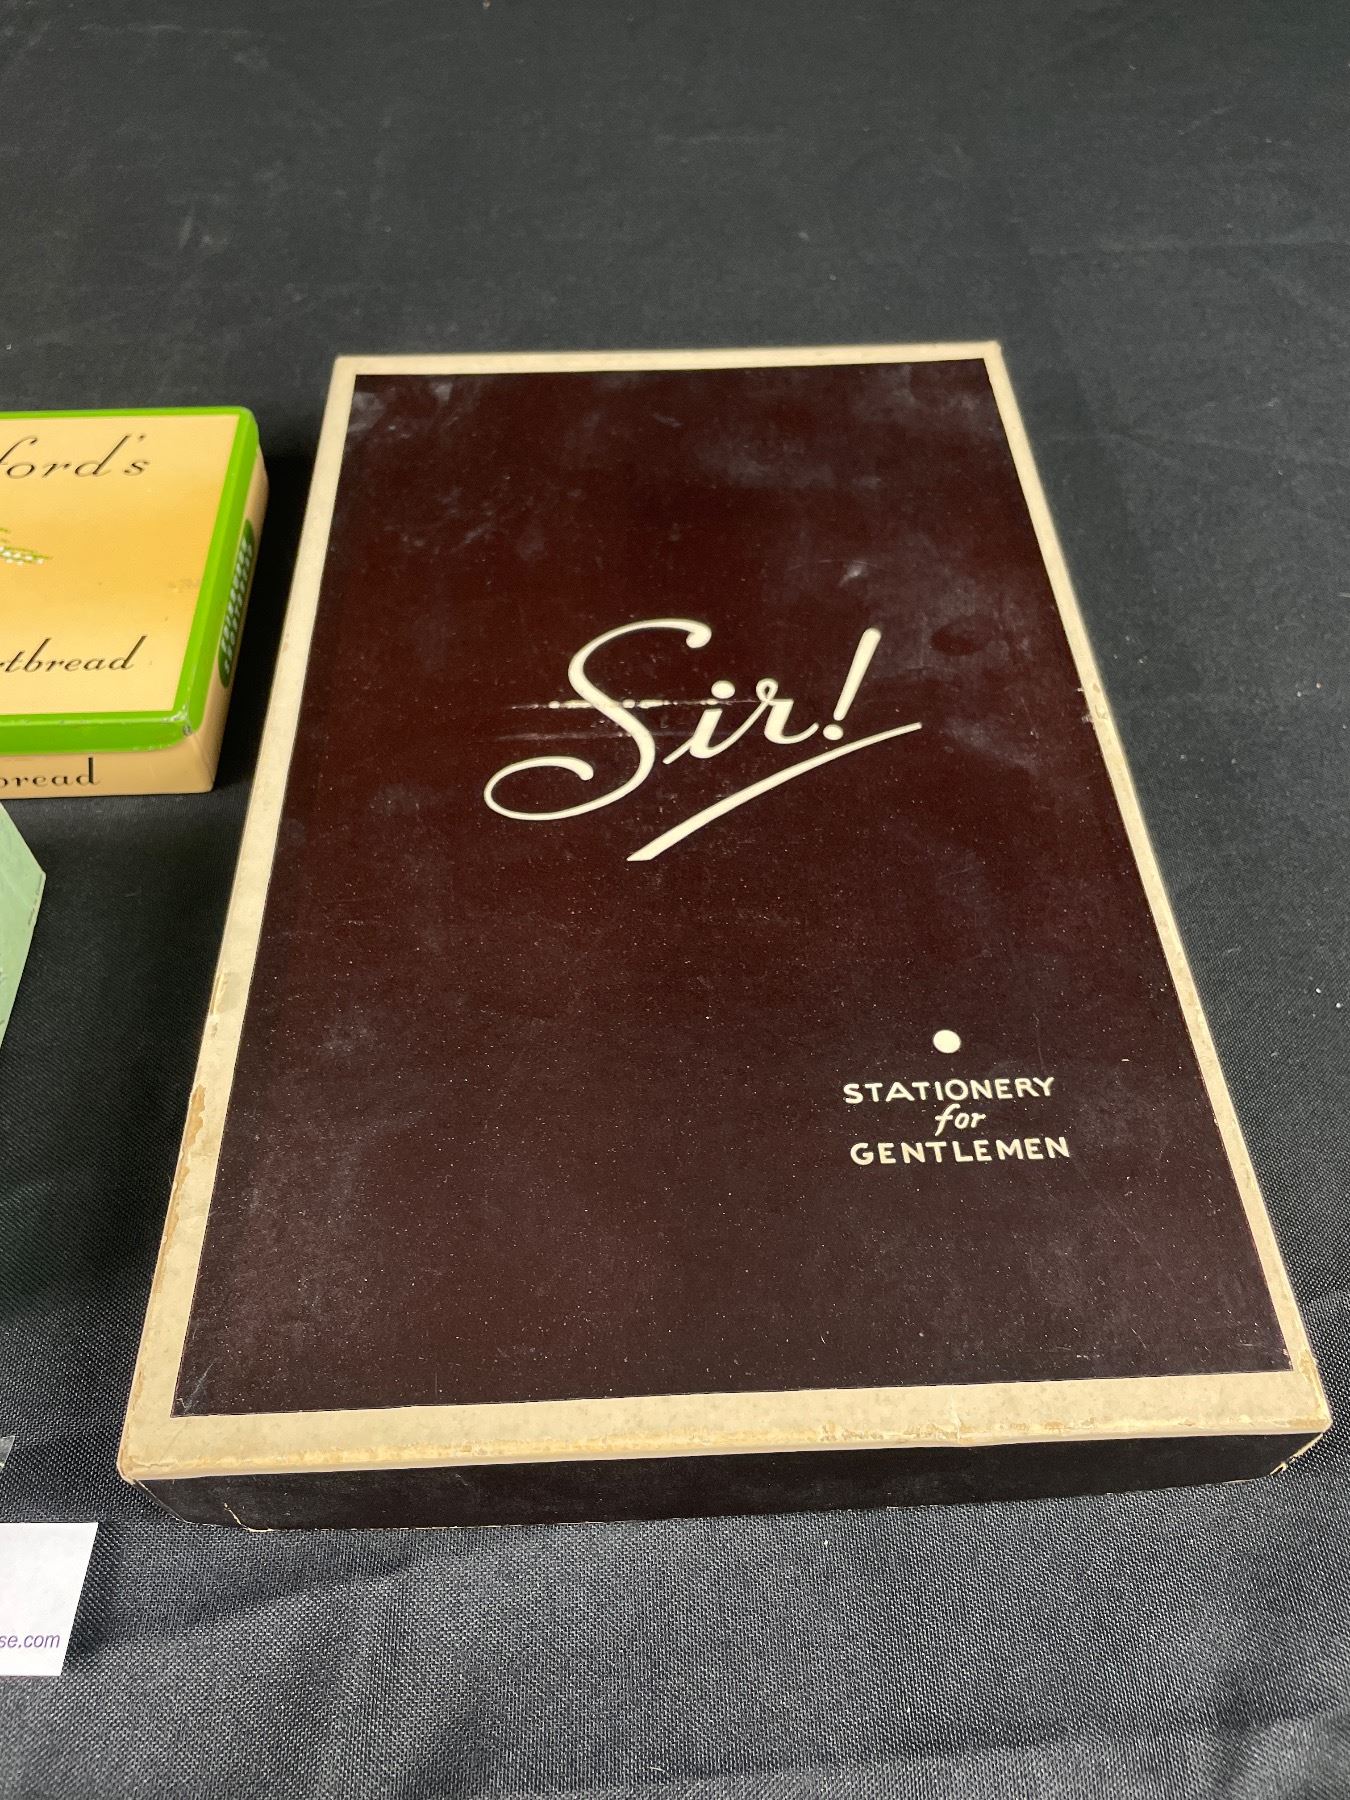 Sir!
STATIONERY
for
GENTLEMEN
ford's
rtbread
bread
se.com